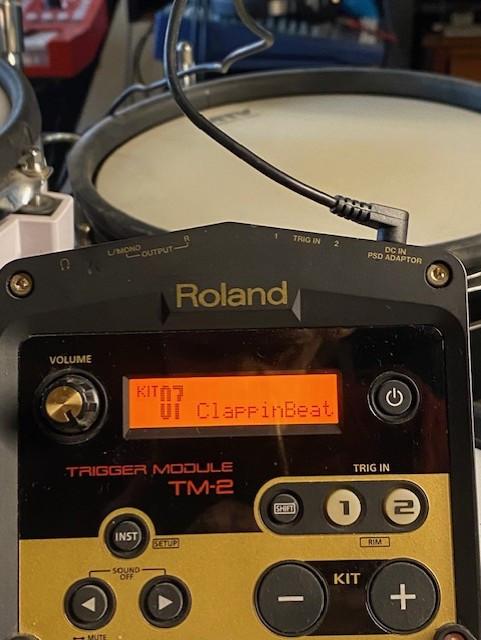 L/MONO R
OUTPUT
1 TRIG IN 2
DC IN
PSD ADAPTOR
Roland
VOLUME
KIT 07 ClappinBeat
TRIGGER MODULE
TM-2
TRIG IN
SHIFT 1 2
RIM
INST SETUP
SOUND
OFF
KIT
− +
MUTE